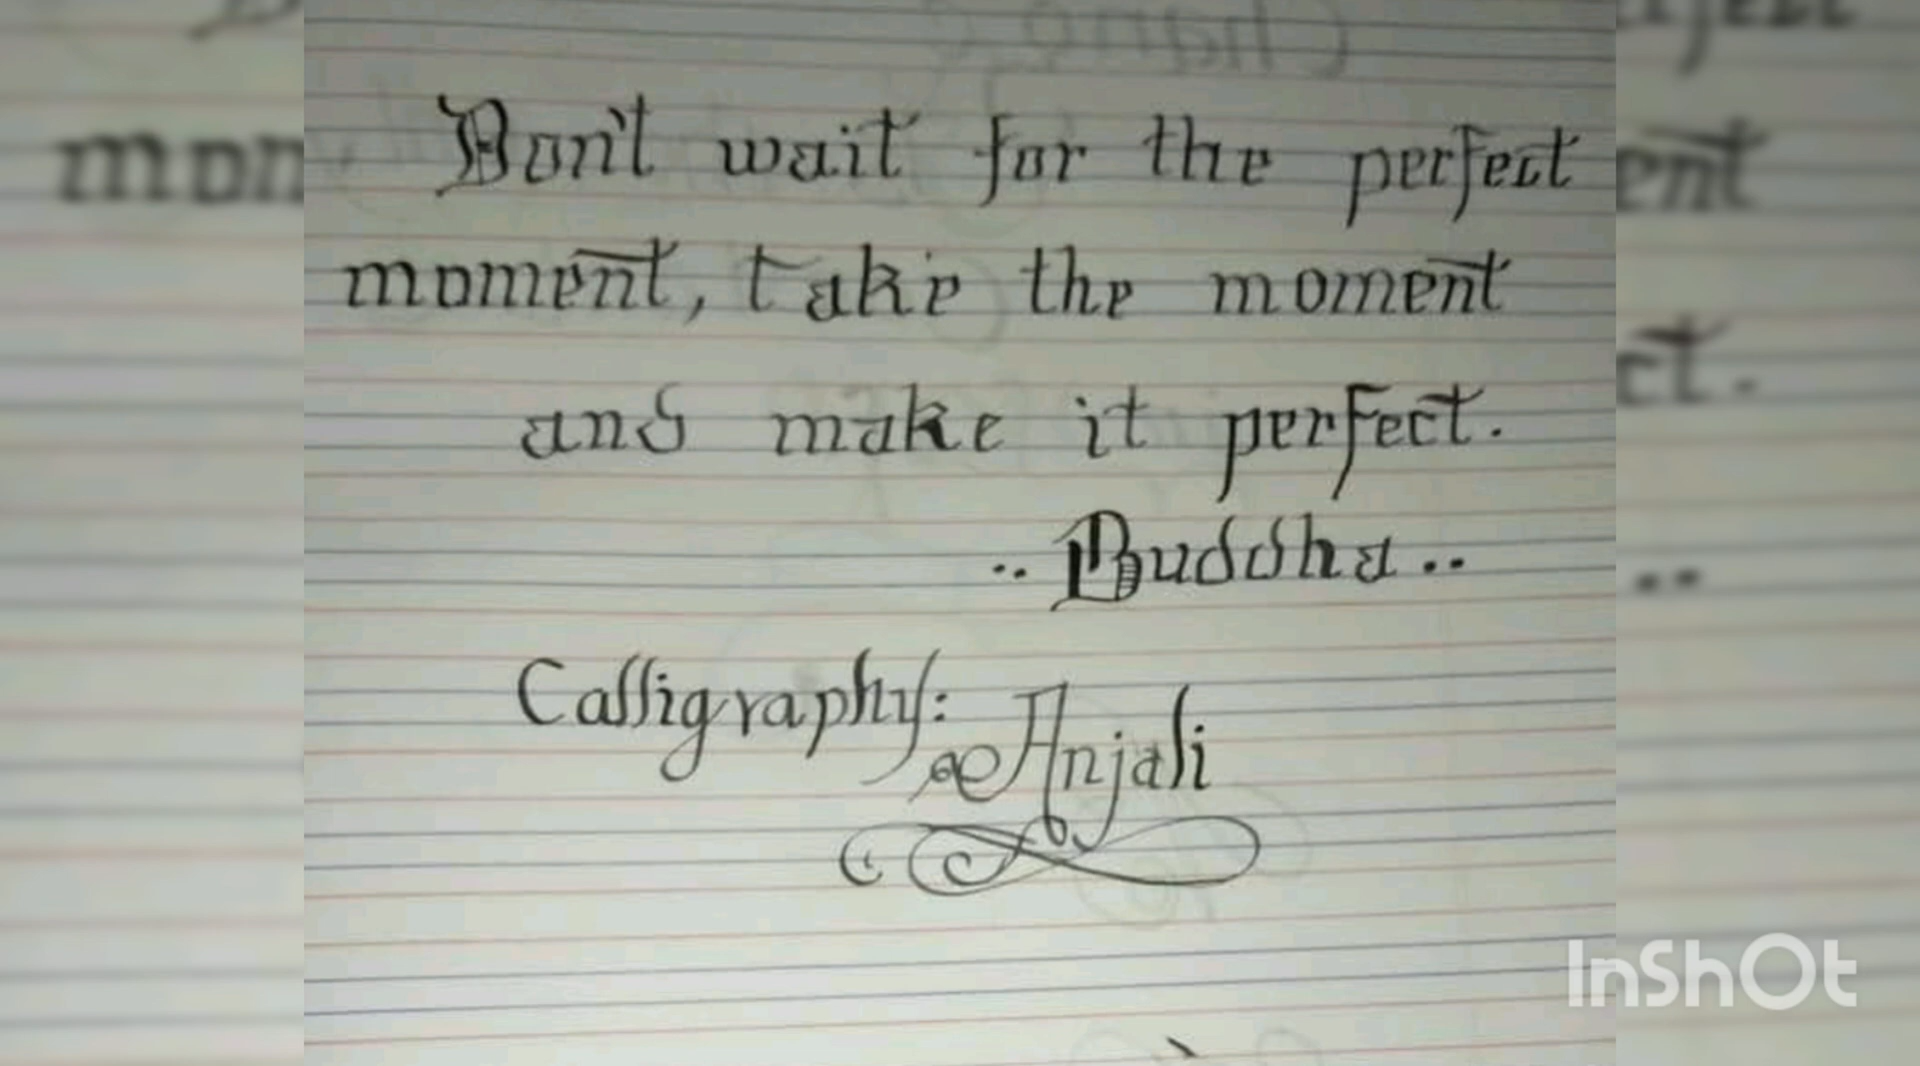 Don't wait for the perfect
moment, take the moment
and make it perfect.
.. Buddha ..
Calligraphy:
Anjali
InShOt